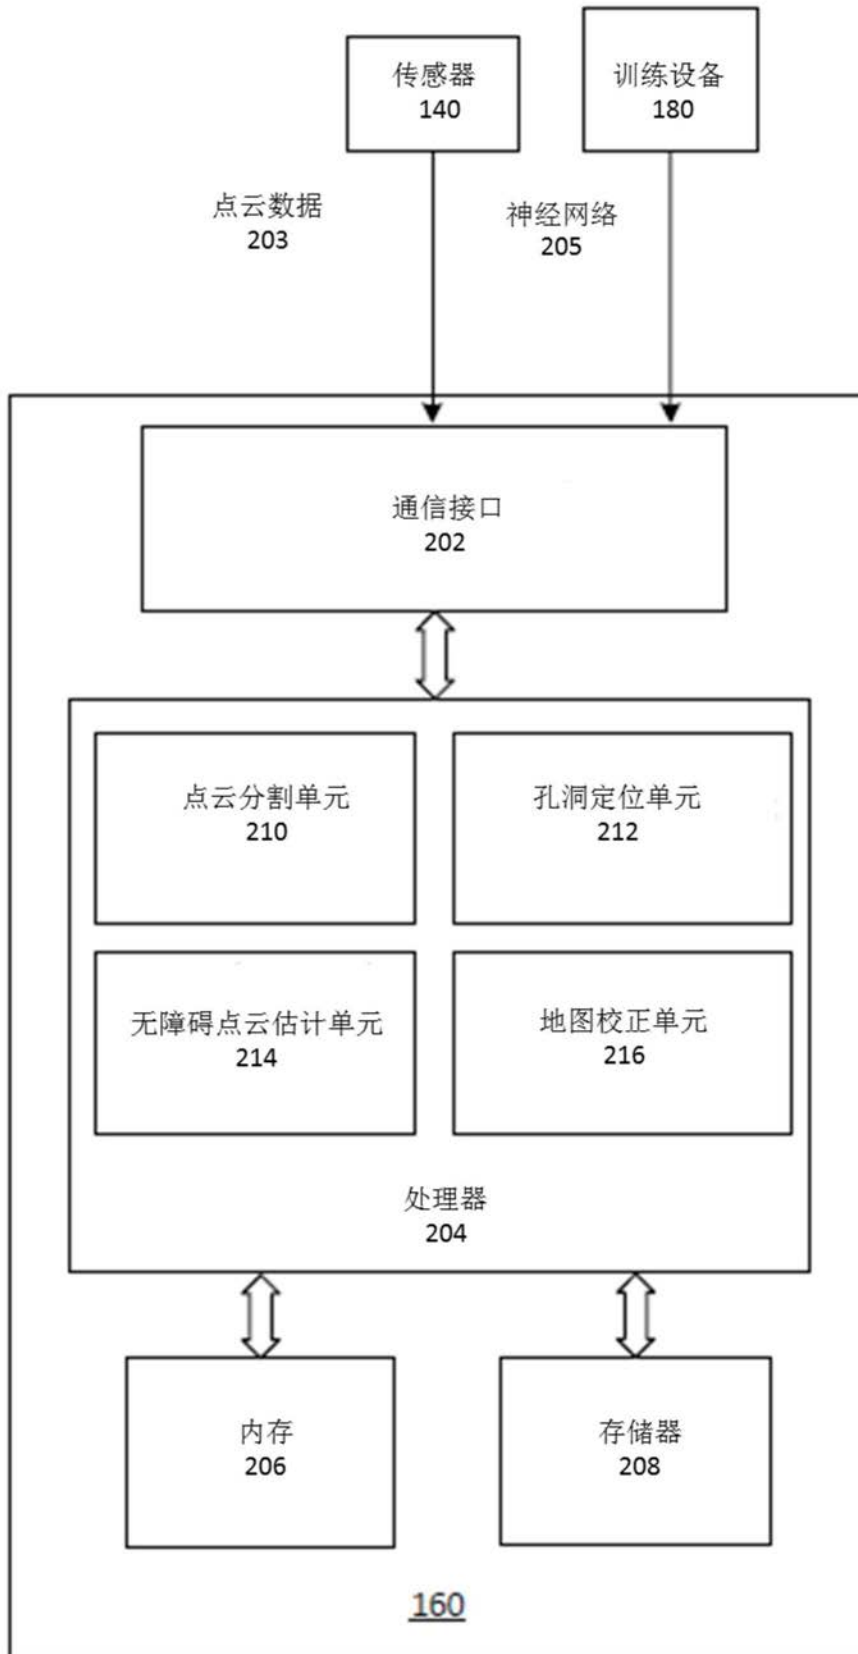 传感器
140
训练设备
180
点云数据
203
神经网络
205
通信接口
202
点云分割单元
210
孔洞定位单元
212
无障碍点云估计单元
214
地图校正单元
216
处理器
204
内存
206
存储器
208
160